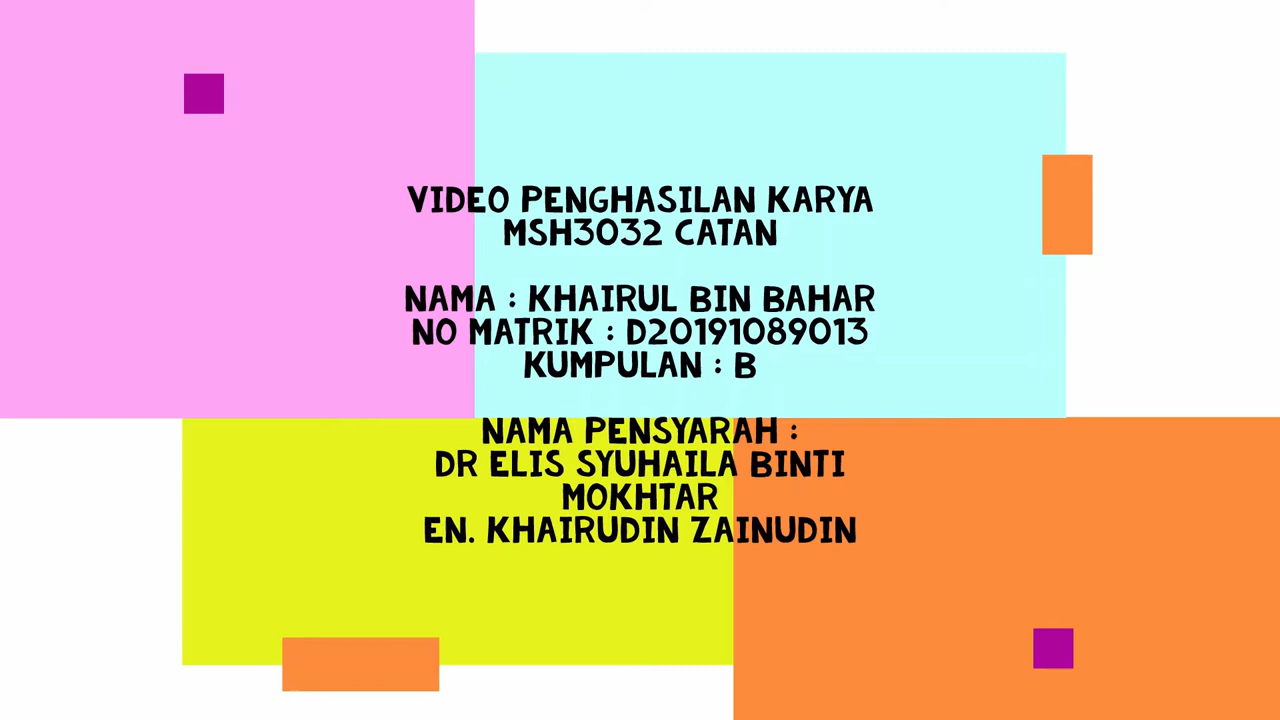 VIDEO PENGHASILAN KARYA
MSH3032 CATAN
NAMA : KHAIRUL BIN BAHAR
NO MATRIK : D20191089013
KUMPULAN : B
NAMA PENSYARAH :
DR ELIS SYUHAILA BINTI
MOKHTAR
EN. KHAIRUDIN ZAINUDIN